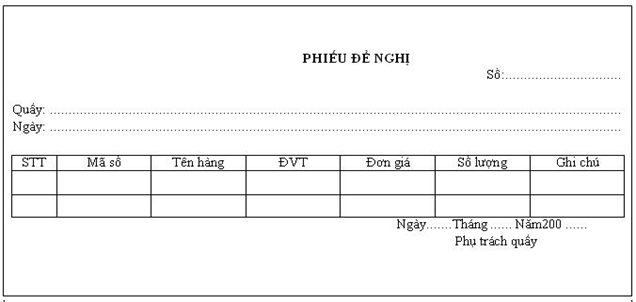 PHIẾU ĐỀ NGHỊ
Số:................................
Quầy: ................................................................................................................................
Ngày: ................................................................................................................................
STT Mã số Tên hàng ĐVT Đơn giá Số lượng Ghi chú
Ngày.......Tháng ...... Năm200 ......
Phụ trách quầy